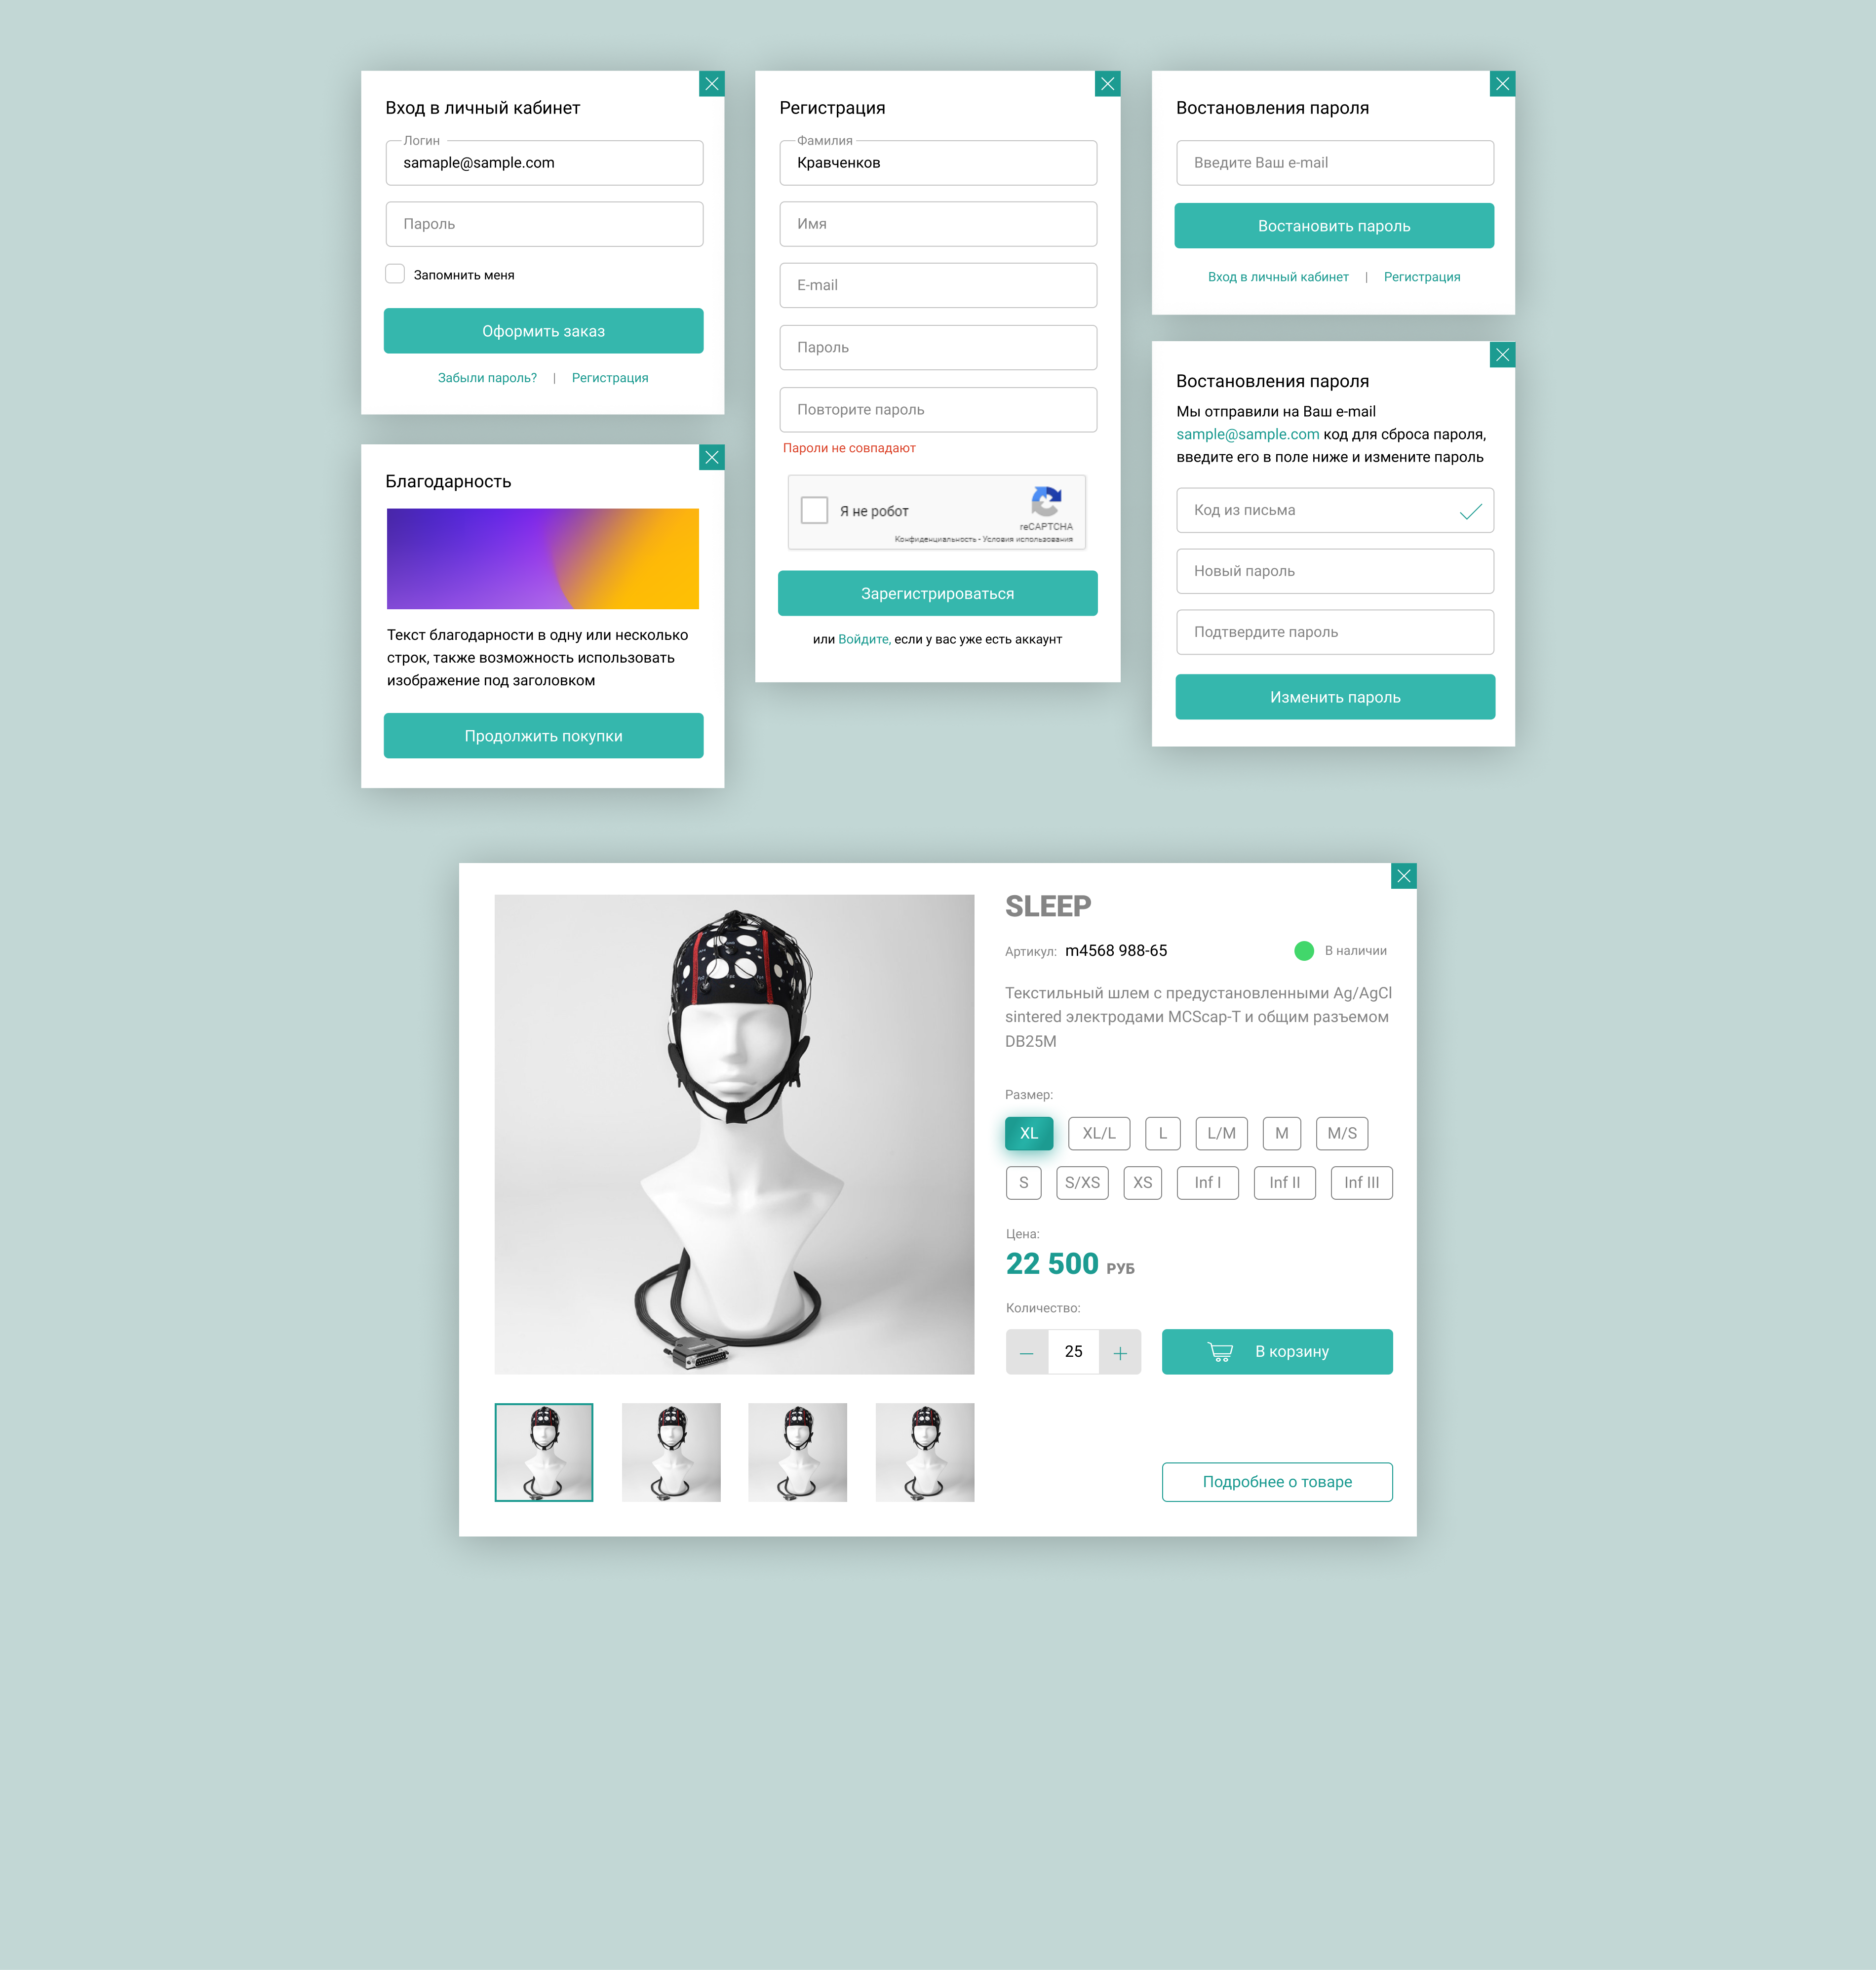 Вход в личный кабинет
Логин
samaple@sample.com
Пароль
Запомнить меня
Оформить заказ
Забыли пароль? | Регистрация
Благодарность
Текст благодарности в одну или несколько
строк, также возможность использовать
изображение под заголовком
Продолжить покупки
Регистрация
Фамилия
Кравченков
Имя
E-mail
Пароль
Повторите пароль
Пароли не совпадают
Я не робот
reCAPTCHA
Конфиденциальность - Условия использования
Зарегистрироваться
или Войдите, если у вас уже есть аккаунт
Востановления пароля
Введите Ваш e-mail
Востановить пароль
Вход в личный кабинет | Регистрация
Востановления пароля
Мы отправили на Ваш e-mail
sample@sample.com код для сброса пароля,
введите его в поле ниже и измените пароль
Код из письма
Новый пароль
Подтвердите пароль
Изменить пароль
SLEEP
Артикул: m4568 988-65
В наличии
Текстильный шлем с предустановленными Ag/AgCl
sintered электродами MCScap-T и общим разъемом
DB25M
Размер:
XL XL/L L L/M M M/S
S S/XS XS Inf I Inf II Inf III
Цена:
22 500 РУБ
Количество:
25
В корзину
Подробнее о товаре